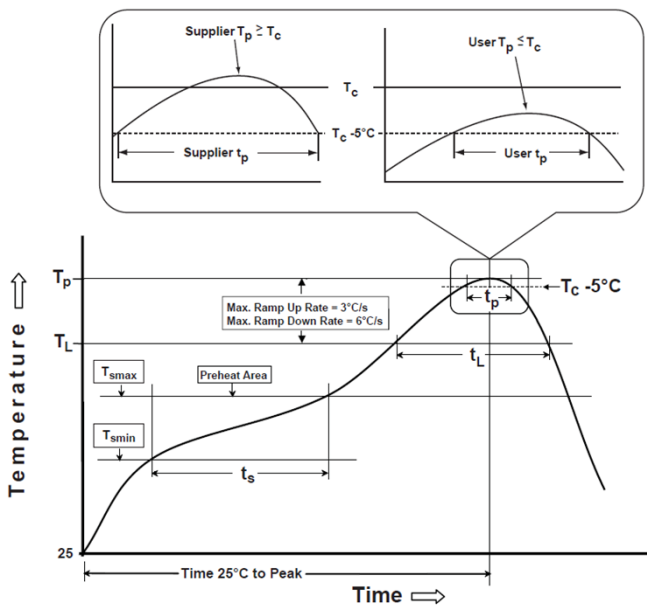 Supplier Tp ≥ Tc
User Tp ≤ Tc
Tc
Tc -5°C
Supplier tp
User tp
Tp
Tc -5°C
Max. Ramp Up Rate = 3°C/s
Max. Ramp Down Rate = 6°C/s
tp
TL
tL
Tsmax
Preheat Area
Tsmin
ts
Temperature
25
Time 25°C to Peak
Time